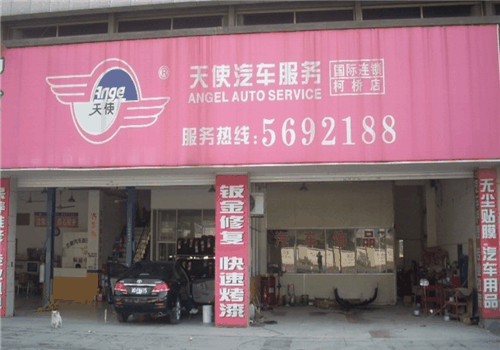 Ange
天使
®
天使汽车服务
ANGEL AUTO SERVICE
国际连锁
柯桥店
服务热线:5692188
钣金修复 快速烤漆
无尘贴膜 汽车用品
品